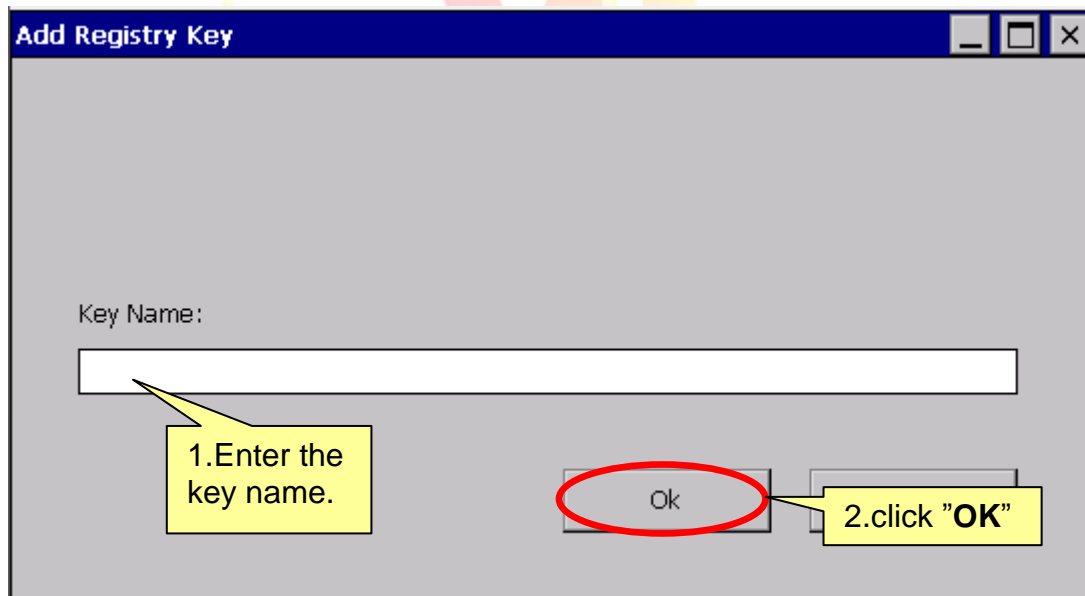 Add Registry Key
Key Name:
1.Enter the
key name.
Ok
2.click ”OK”